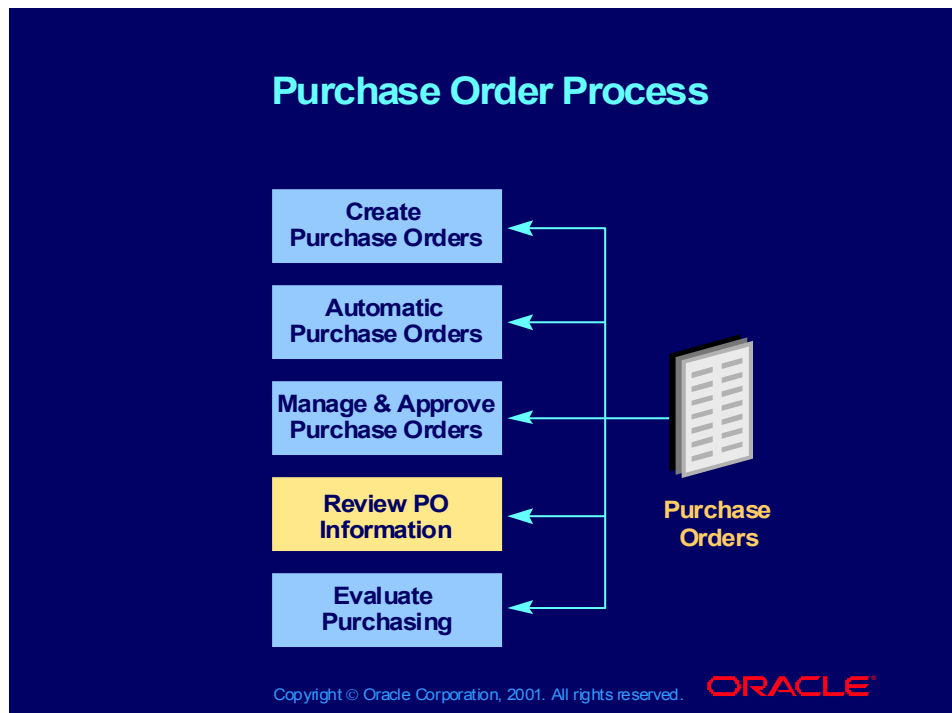 Purchase Order Process
Create
Purchase Orders
Automatic
Purchase Orders
Manage & Approve
Purchase Orders
Review PO
Information
Evaluate
Purchasing
Purchase
Orders
Copyright © Oracle Corporation, 2001. All rights reserved.
ORACLE®